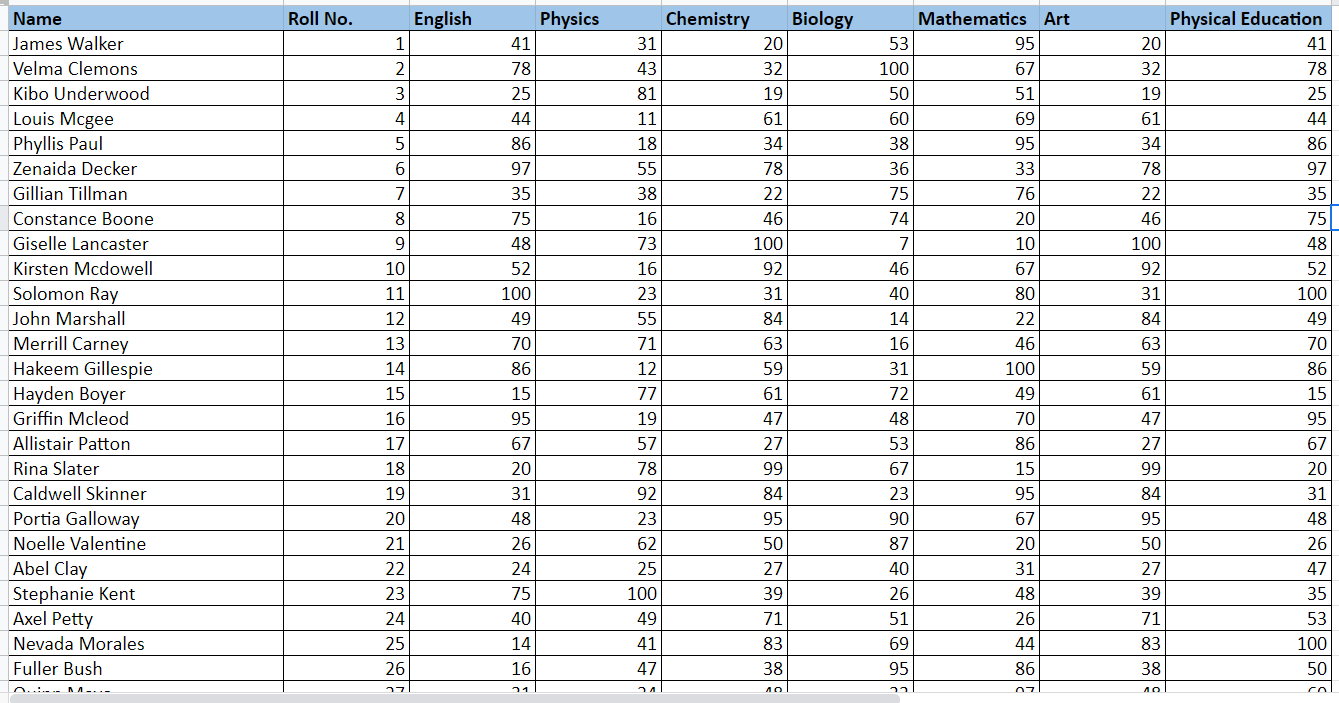 Name Roll No. English Physics Chemistry Biology Mathematics Art Physical Education
James Walker 1 41 31 20 53 95 20 41
Velma Clemons 2 78 43 32 100 67 32 78
Kibo Underwood 3 25 81 19 50 51 19 25
Louis Mcgee 4 44 11 61 60 69 61 44
Phyllis Paul 5 86 18 34 38 95 34 86
Zenaida Decker 6 97 55 78 36 33 78 97
Gillian Tillman 7 35 38 22 75 76 22 35
Constance Boone 8 75 16 46 74 20 46 75
Giselle Lancaster 9 48 73 100 7 10 100 48
Kirsten Mcdowell 10 52 16 92 46 67 92 52
Solomon Ray 11 100 23 31 40 80 31 100
John Marshall 12 49 55 84 14 22 84 49
Merrill Carney 13 70 71 63 16 46 63 70
Hakeem Gillespie 14 86 12 59 31 100 59 86
Hayden Boyer 15 15 77 61 72 49 61 15
Griffin Mcleod 16 95 19 47 48 70 47 95
Allistair Patton 17 67 57 27 53 86 27 67
Rina Slater 18 20 78 99 67 15 99 20
Caldwell Skinner 19 31 92 84 23 95 84 31
Portia Galloway 20 48 23 95 90 67 95 48
Noelle Valentine 21 26 62 50 87 20 50 26
Abel Clay 22 24 25 27 40 31 27 47
Stephanie Kent 23 75 100 39 26 48 39 35
Axel Petty 24 40 49 71 51 26 71 53
Nevada Morales 25 14 41 83 69 44 83 100
Fuller Bush 26 16 47 38 95 86 38 50